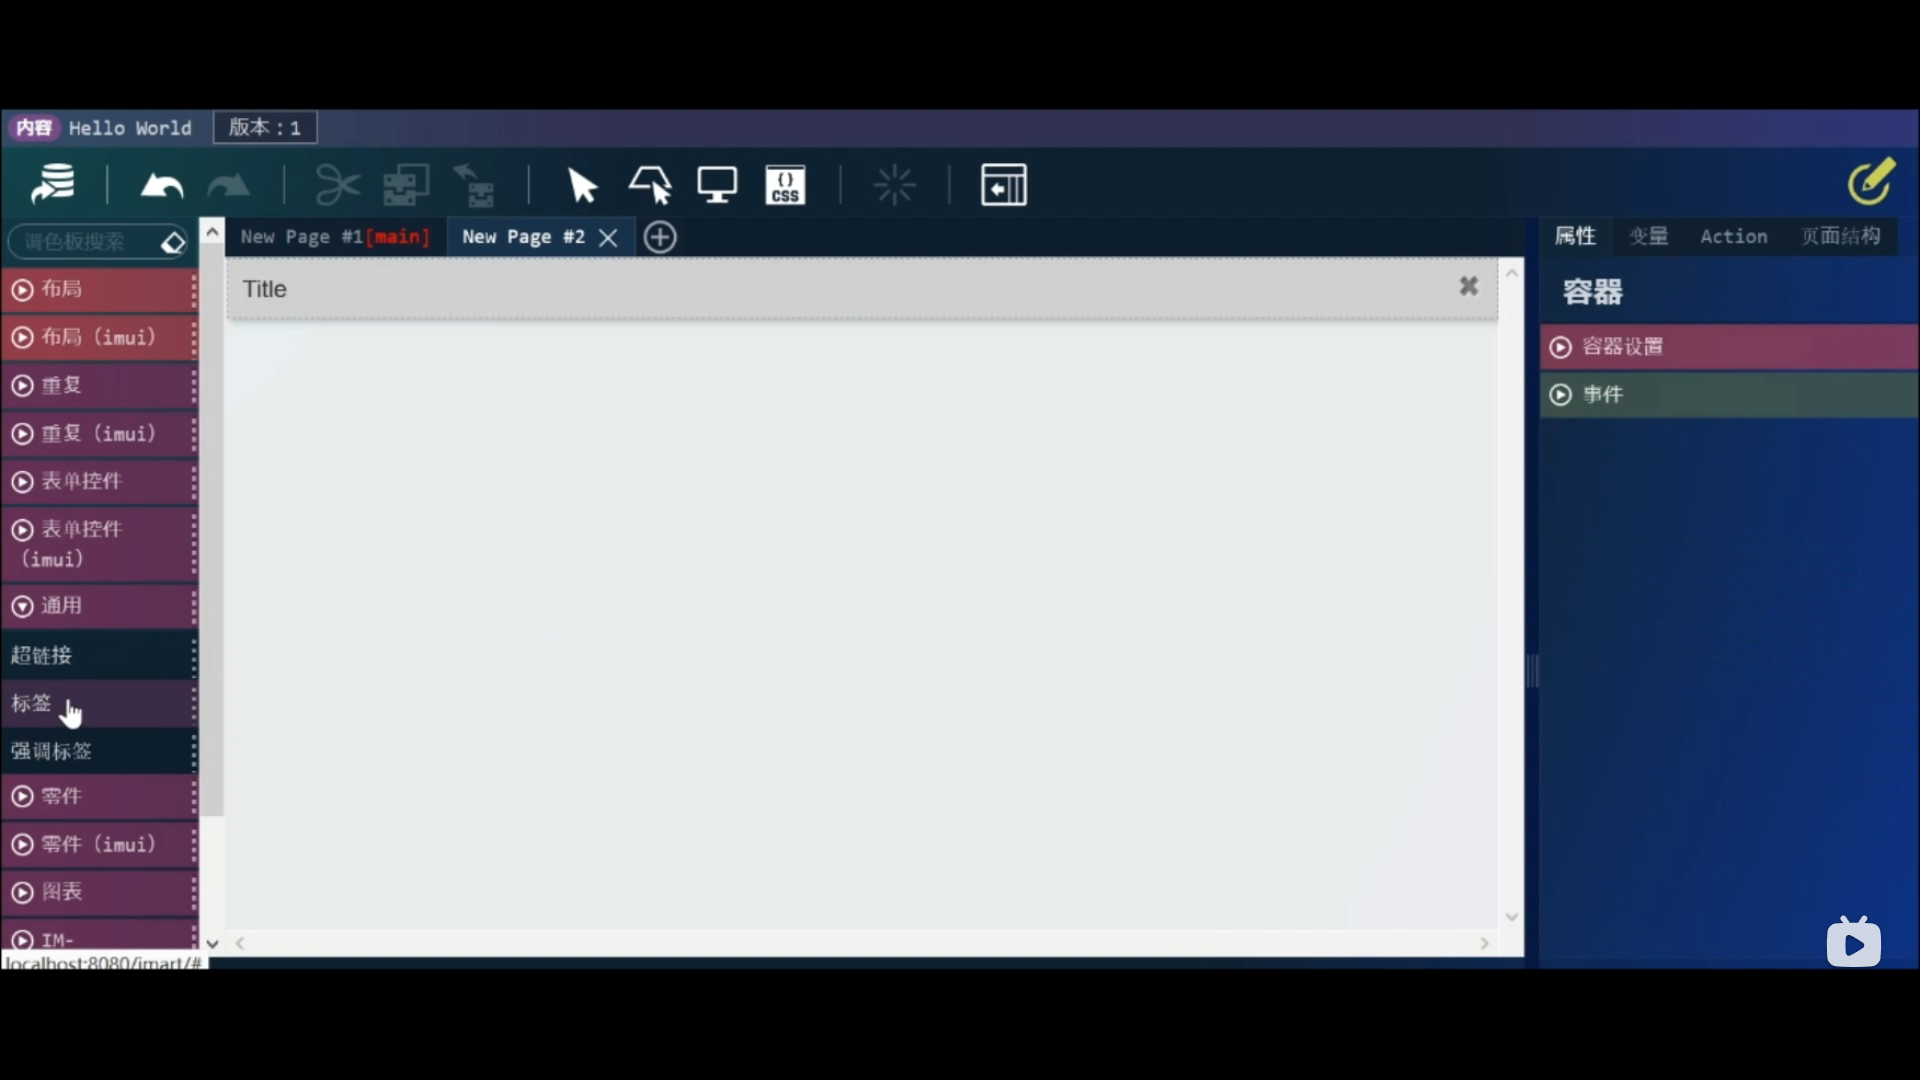 内容 Hello World 版本：1
{} CSS
调色板搜索
New Page #1[main] New Page #2
属性 变量 Action 页面结构
布局
布局（imui）
重复
重复（imui）
表单控件
表单控件
（imui）
通用
超链接
标签
强调标签
零件
零件（imui）
图表
IM-
localhost:8080/imart/#
Title
容器
容器设置
事件